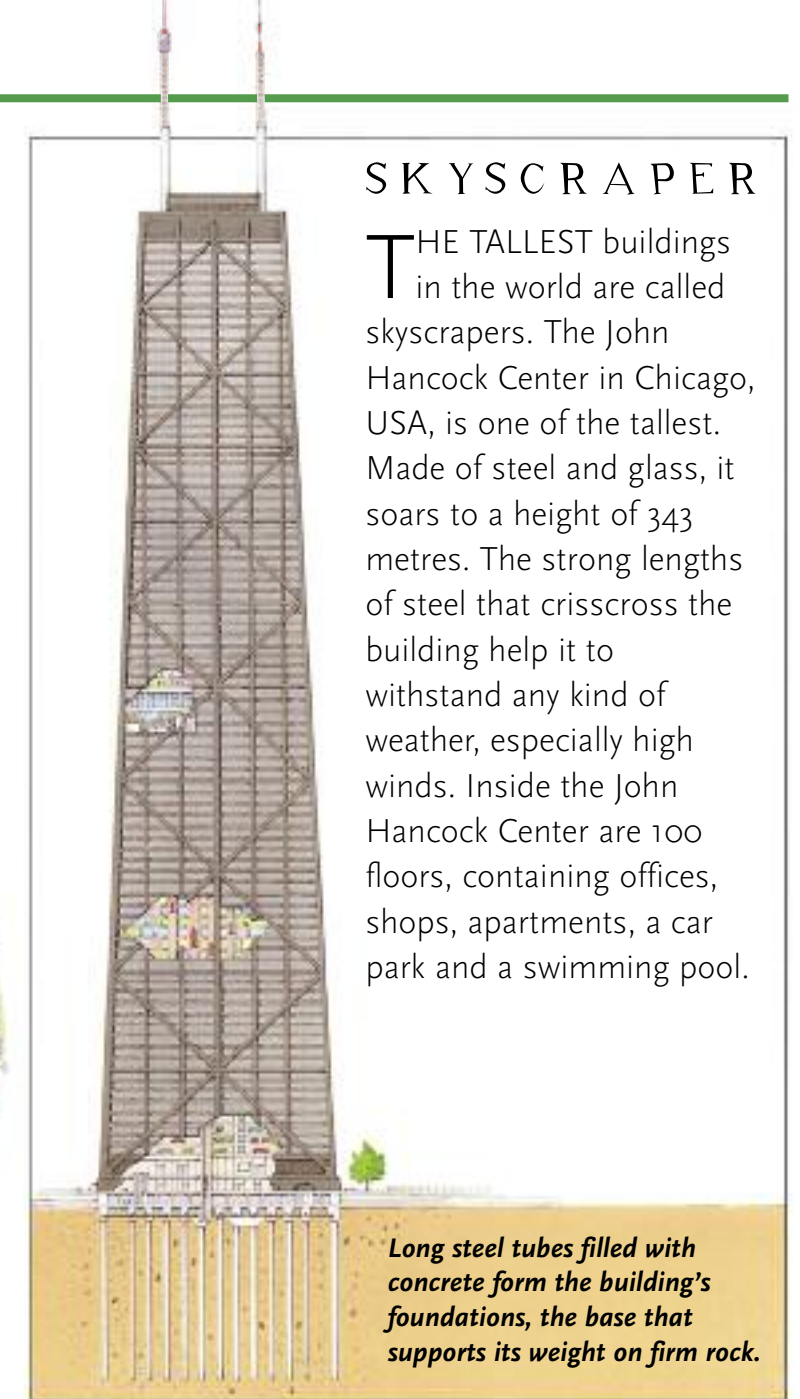 SKYSCRAPER
THE TALLEST buildings
in the world are called
skyscrapers. The John
Hancock Center in Chicago,
USA, is one of the tallest.
Made of steel and glass, it
soars to a height of 343
metres. The strong lengths
of steel that crisscross the
building help it to
withstand any kind of
weather, especially high
winds. Inside the John
Hancock Center are 100
floors, containing offices,
shops, apartments, a car
park and a swimming pool.
Long steel tubes filled with
concrete form the building’s
foundations, the base that
supports its weight on firm rock.